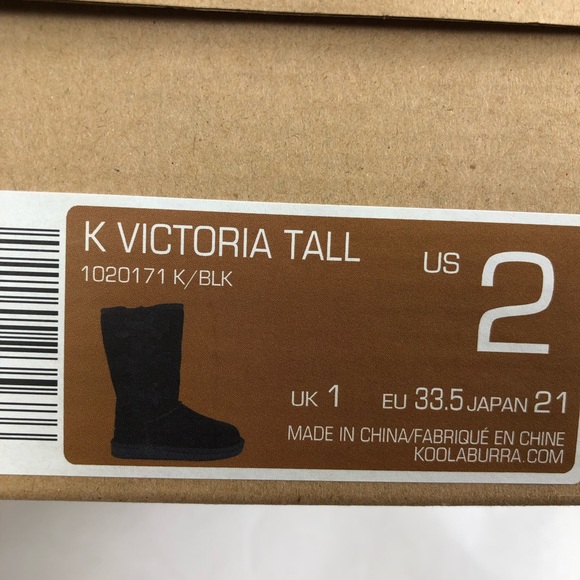 K VICTORIA TALL
1020171 K/BLK
US 2
UK 1 EU 33.5 JAPAN 21
MADE IN CHINA/FABRIQUÉ EN CHINE
KOOLABURRA.COM